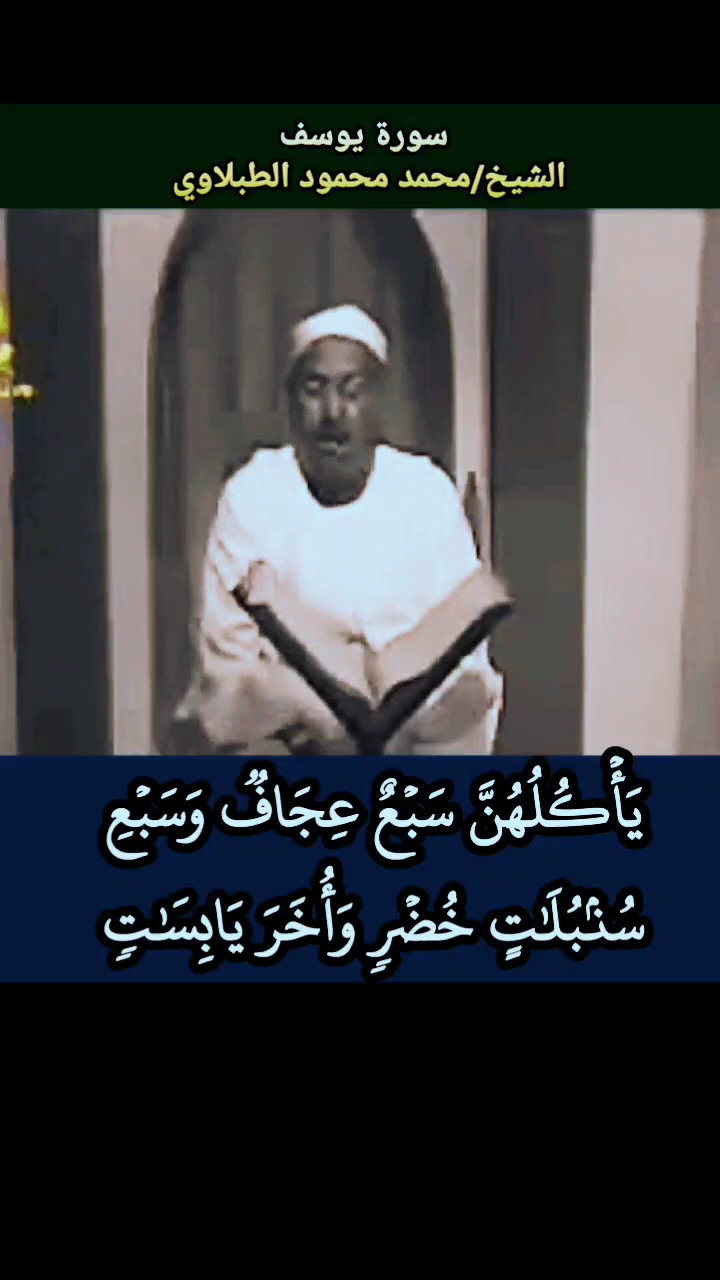 سورة يوسف
الشيخ/محمد محمود الطبلاوي
يَأۡكُلُهُنَّ سَبۡعٌ عِجَافٞ وَسَبۡعِ
سُنۢبُلَٰتٍ خُضۡرٖ وَأُخَرَ يَابِسَٰتٖ